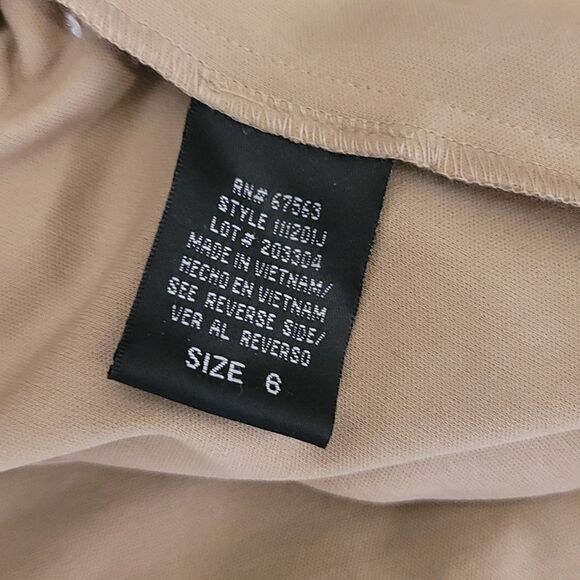 RN# 67563
STYLE 111201J
LOT # 203304
MADE IN VIETNAM/
HECHO EN VIETNAM
SEE REVERSE SIDE/
VER AL REVERSO
SIZE 6